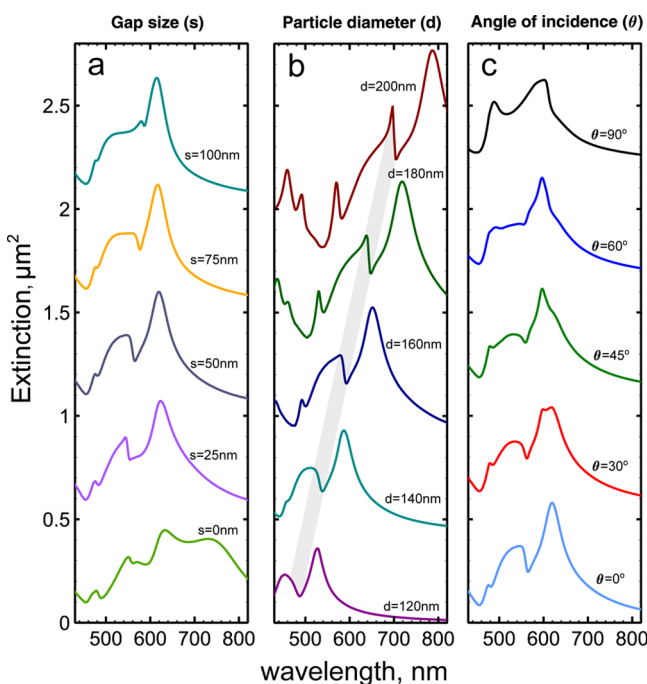 Gap size (s)
Particle diameter (d)
Angle of incidence (θ)
a
b
c
Extinction, µm²
2.5
2
1.5
1
0.5
0
s=100nm
s=75nm
s=50nm
s=25nm
s=0nm
d=200nm
d=180nm
d=160nm
d=140nm
d=120nm
θ=90°
θ=60°
θ=45°
θ=30°
θ=0°
500 600 700 800
500 600 700 800
500 600 700 800
wavelength, nm